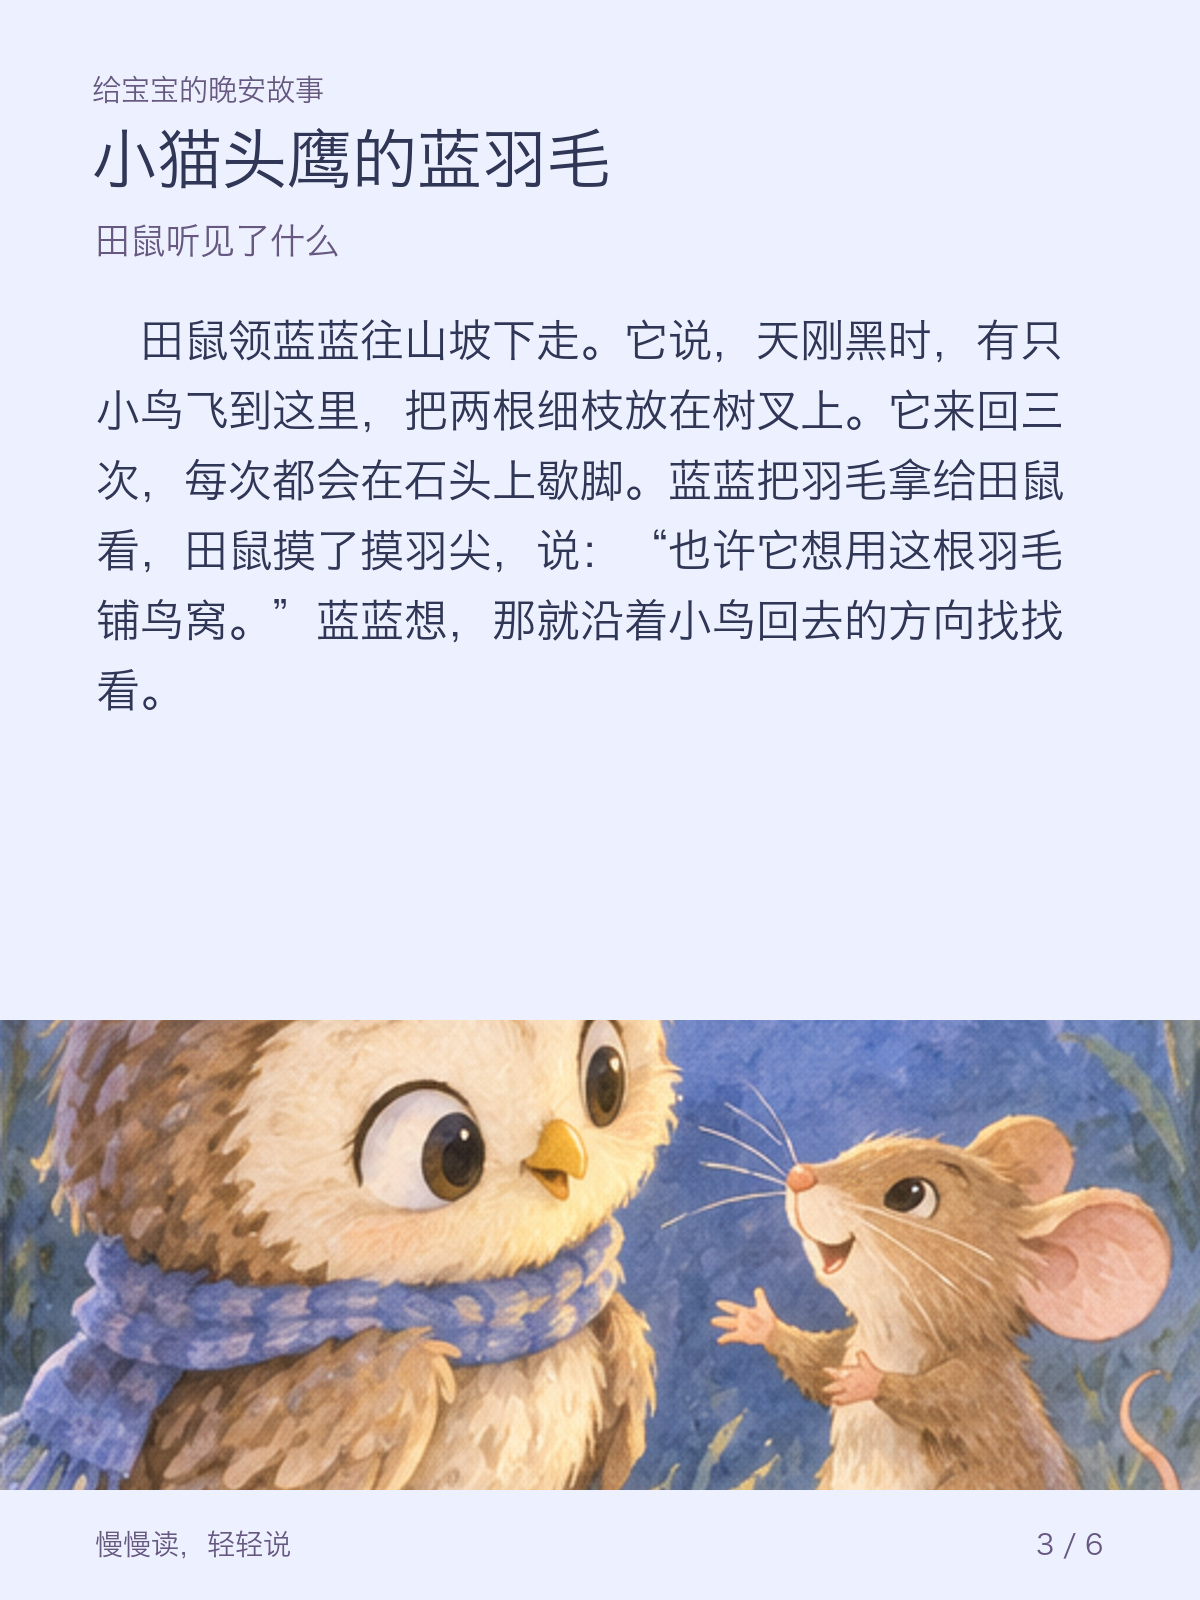 给宝宝的晚安故事
小猫头鹰的蓝羽毛
田鼠听见了什么
田鼠领蓝蓝往山坡下走。它说，天刚黑时，有只
小鸟飞到这里，把两根细枝放在树叉上。它来回三
次，每次都会在石头上歇脚。蓝蓝把羽毛拿给田鼠
看，田鼠摸了摸羽尖，说：“也许它想用这根羽毛
铺鸟窝。”蓝蓝想，那就沿着小鸟回去的方向找找
看。
慢慢读，轻轻说
3 / 6